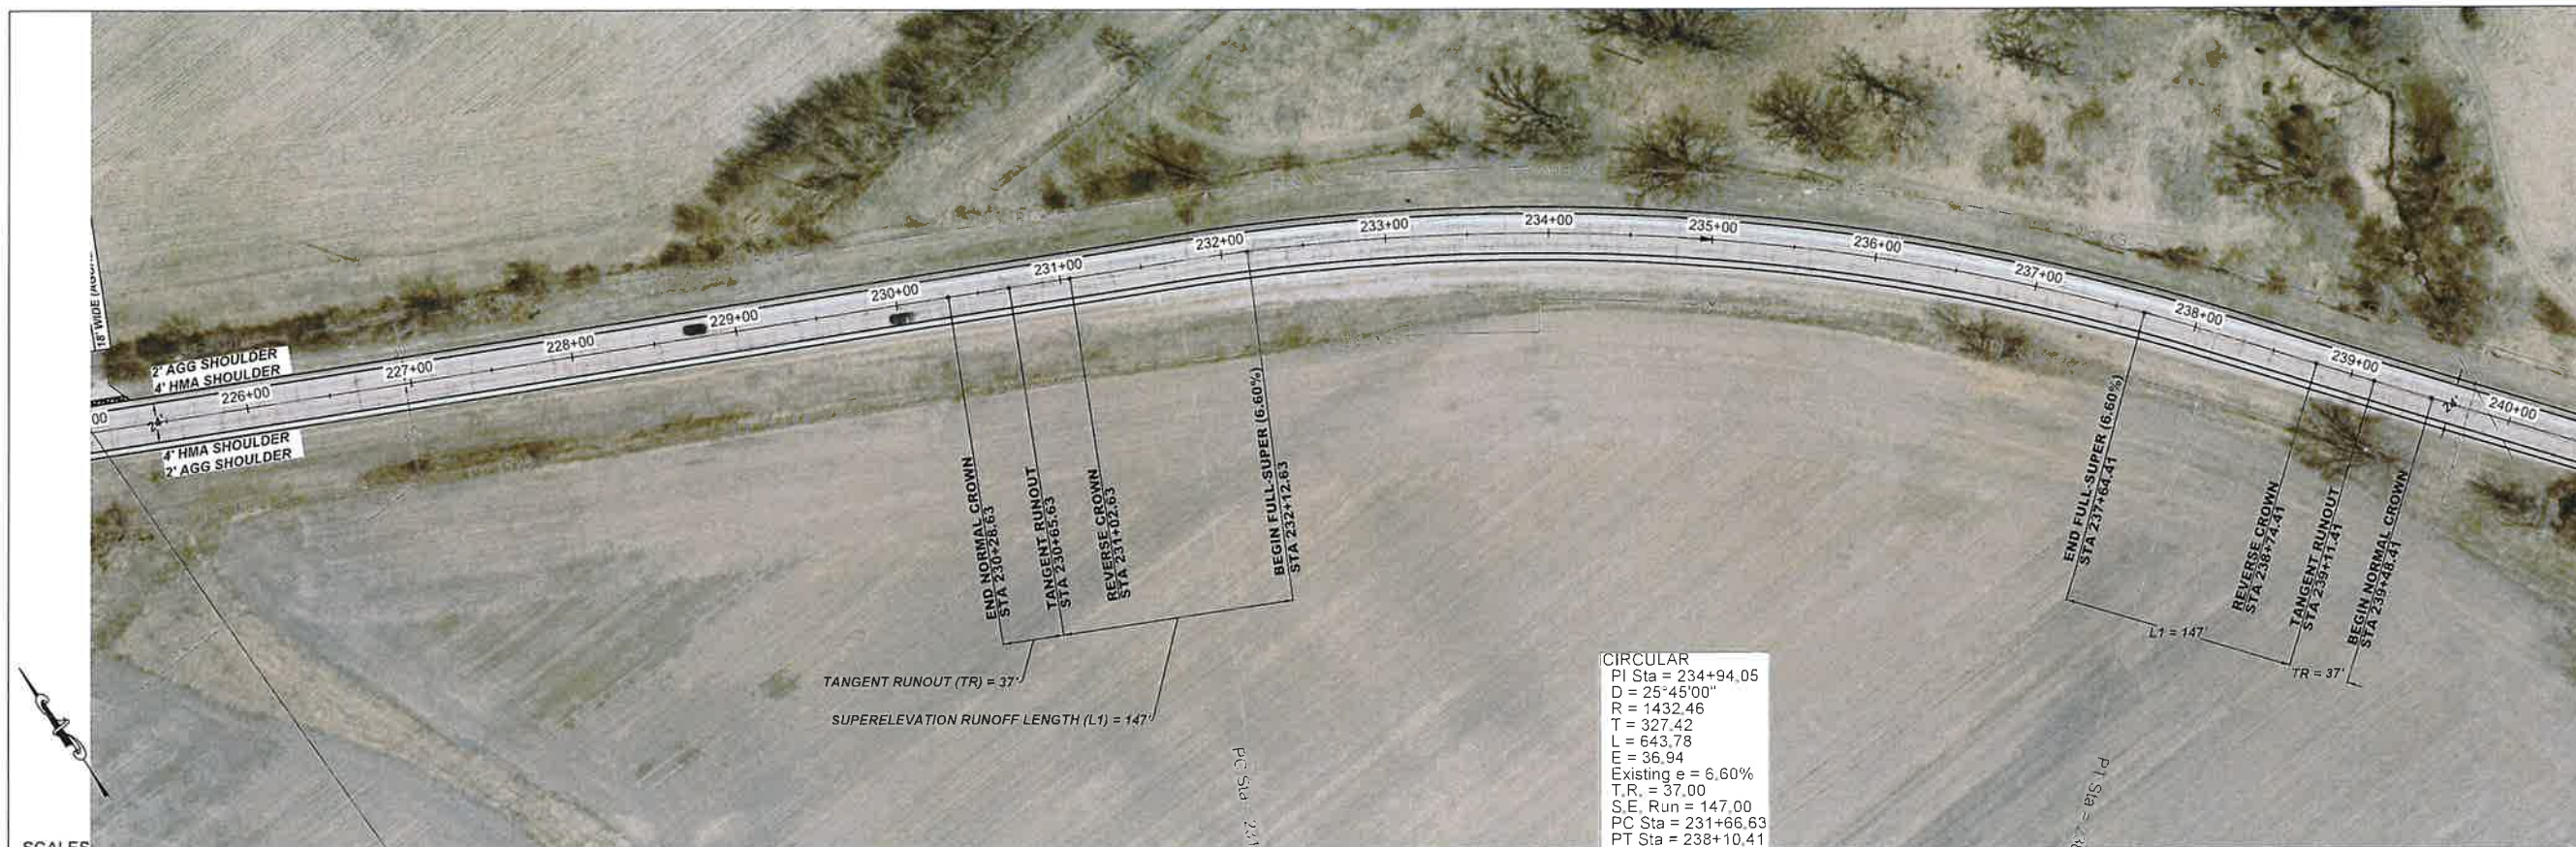 18' WIDE
2' AGG SHOULDER
4' HMA SHOULDER
00
24'
4' HMA SHOULDER
2' AGG SHOULDER
226+00
227+00
228+00
229+00
230+00
231+00
232+00
233+00
234+00
235+00
236+00
237+00
238+00
239+00
24'
240+00
END NORMAL CROWN
STA 230+28.63
TANGENT RUNOUT
STA 230+65.63
REVERSE CROWN
STA 231+02.63
BEGIN FULL-SUPER (6.60%)
STA 232+12.63
END FULL-SUPER (6.60%)
STA 237+64.41
REVERSE CROWN
STA 238+74.41
TANGENT RUNOUT
STA 239+11.41
BEGIN NORMAL CROWN
STA 239+48.41
L1 = 147'
TR = 37'
TANGENT RUNOUT (TR) = 37'
SUPERELEVATION RUNOFF LENGTH (L1) = 147'
CIRCULAR
PI Sta = 234+94.05
D = 25°45'00"
R = 1432.46
T = 327.42
L = 643.78
E = 36.94
Existing e = 6.60%
T.R. = 37.00
S.E. Run = 147.00
PC Sta = 231+66.63
PT Sta = 238+10.41
PC Sta = 231
PT Sta =
SCALES